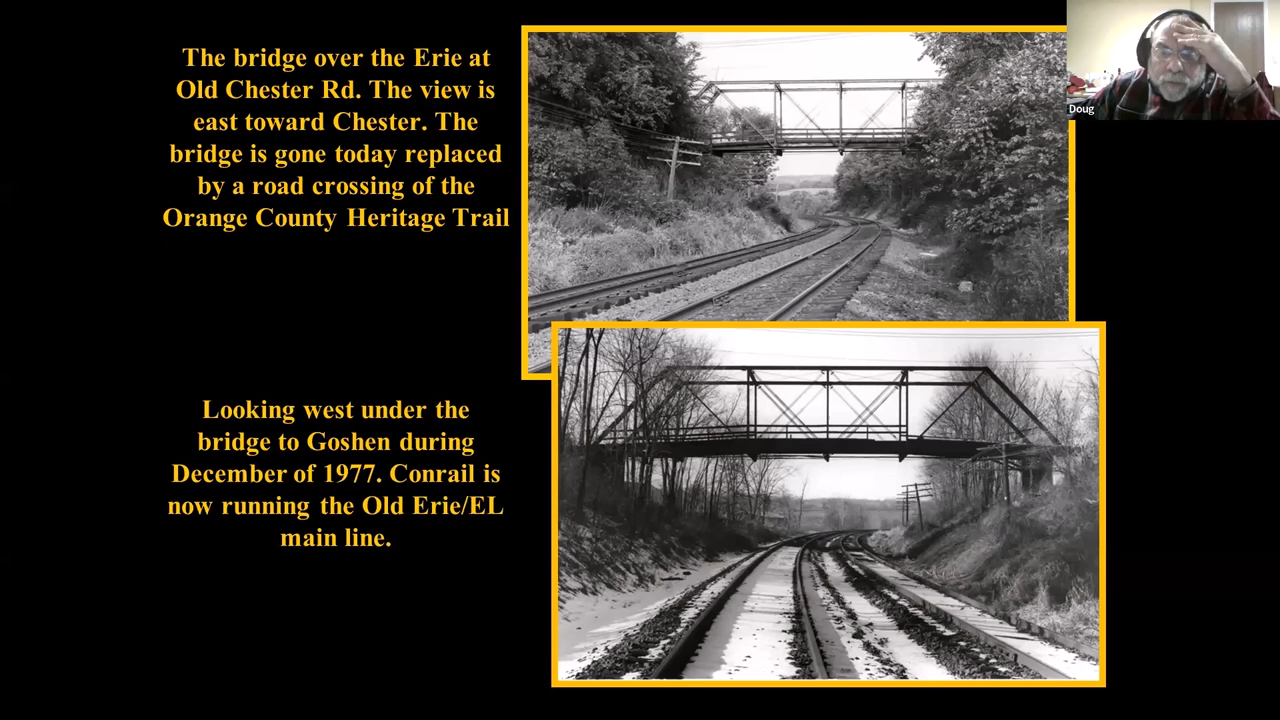 The bridge over the Erie at
Old Chester Rd. The view is
east toward Chester. The
bridge is gone today replaced
by a road crossing of the
Orange County Heritage Trail
Looking west under the
bridge to Goshen during
December of 1977. Conrail is
now running the Old Erie/EL
main line.
Doug